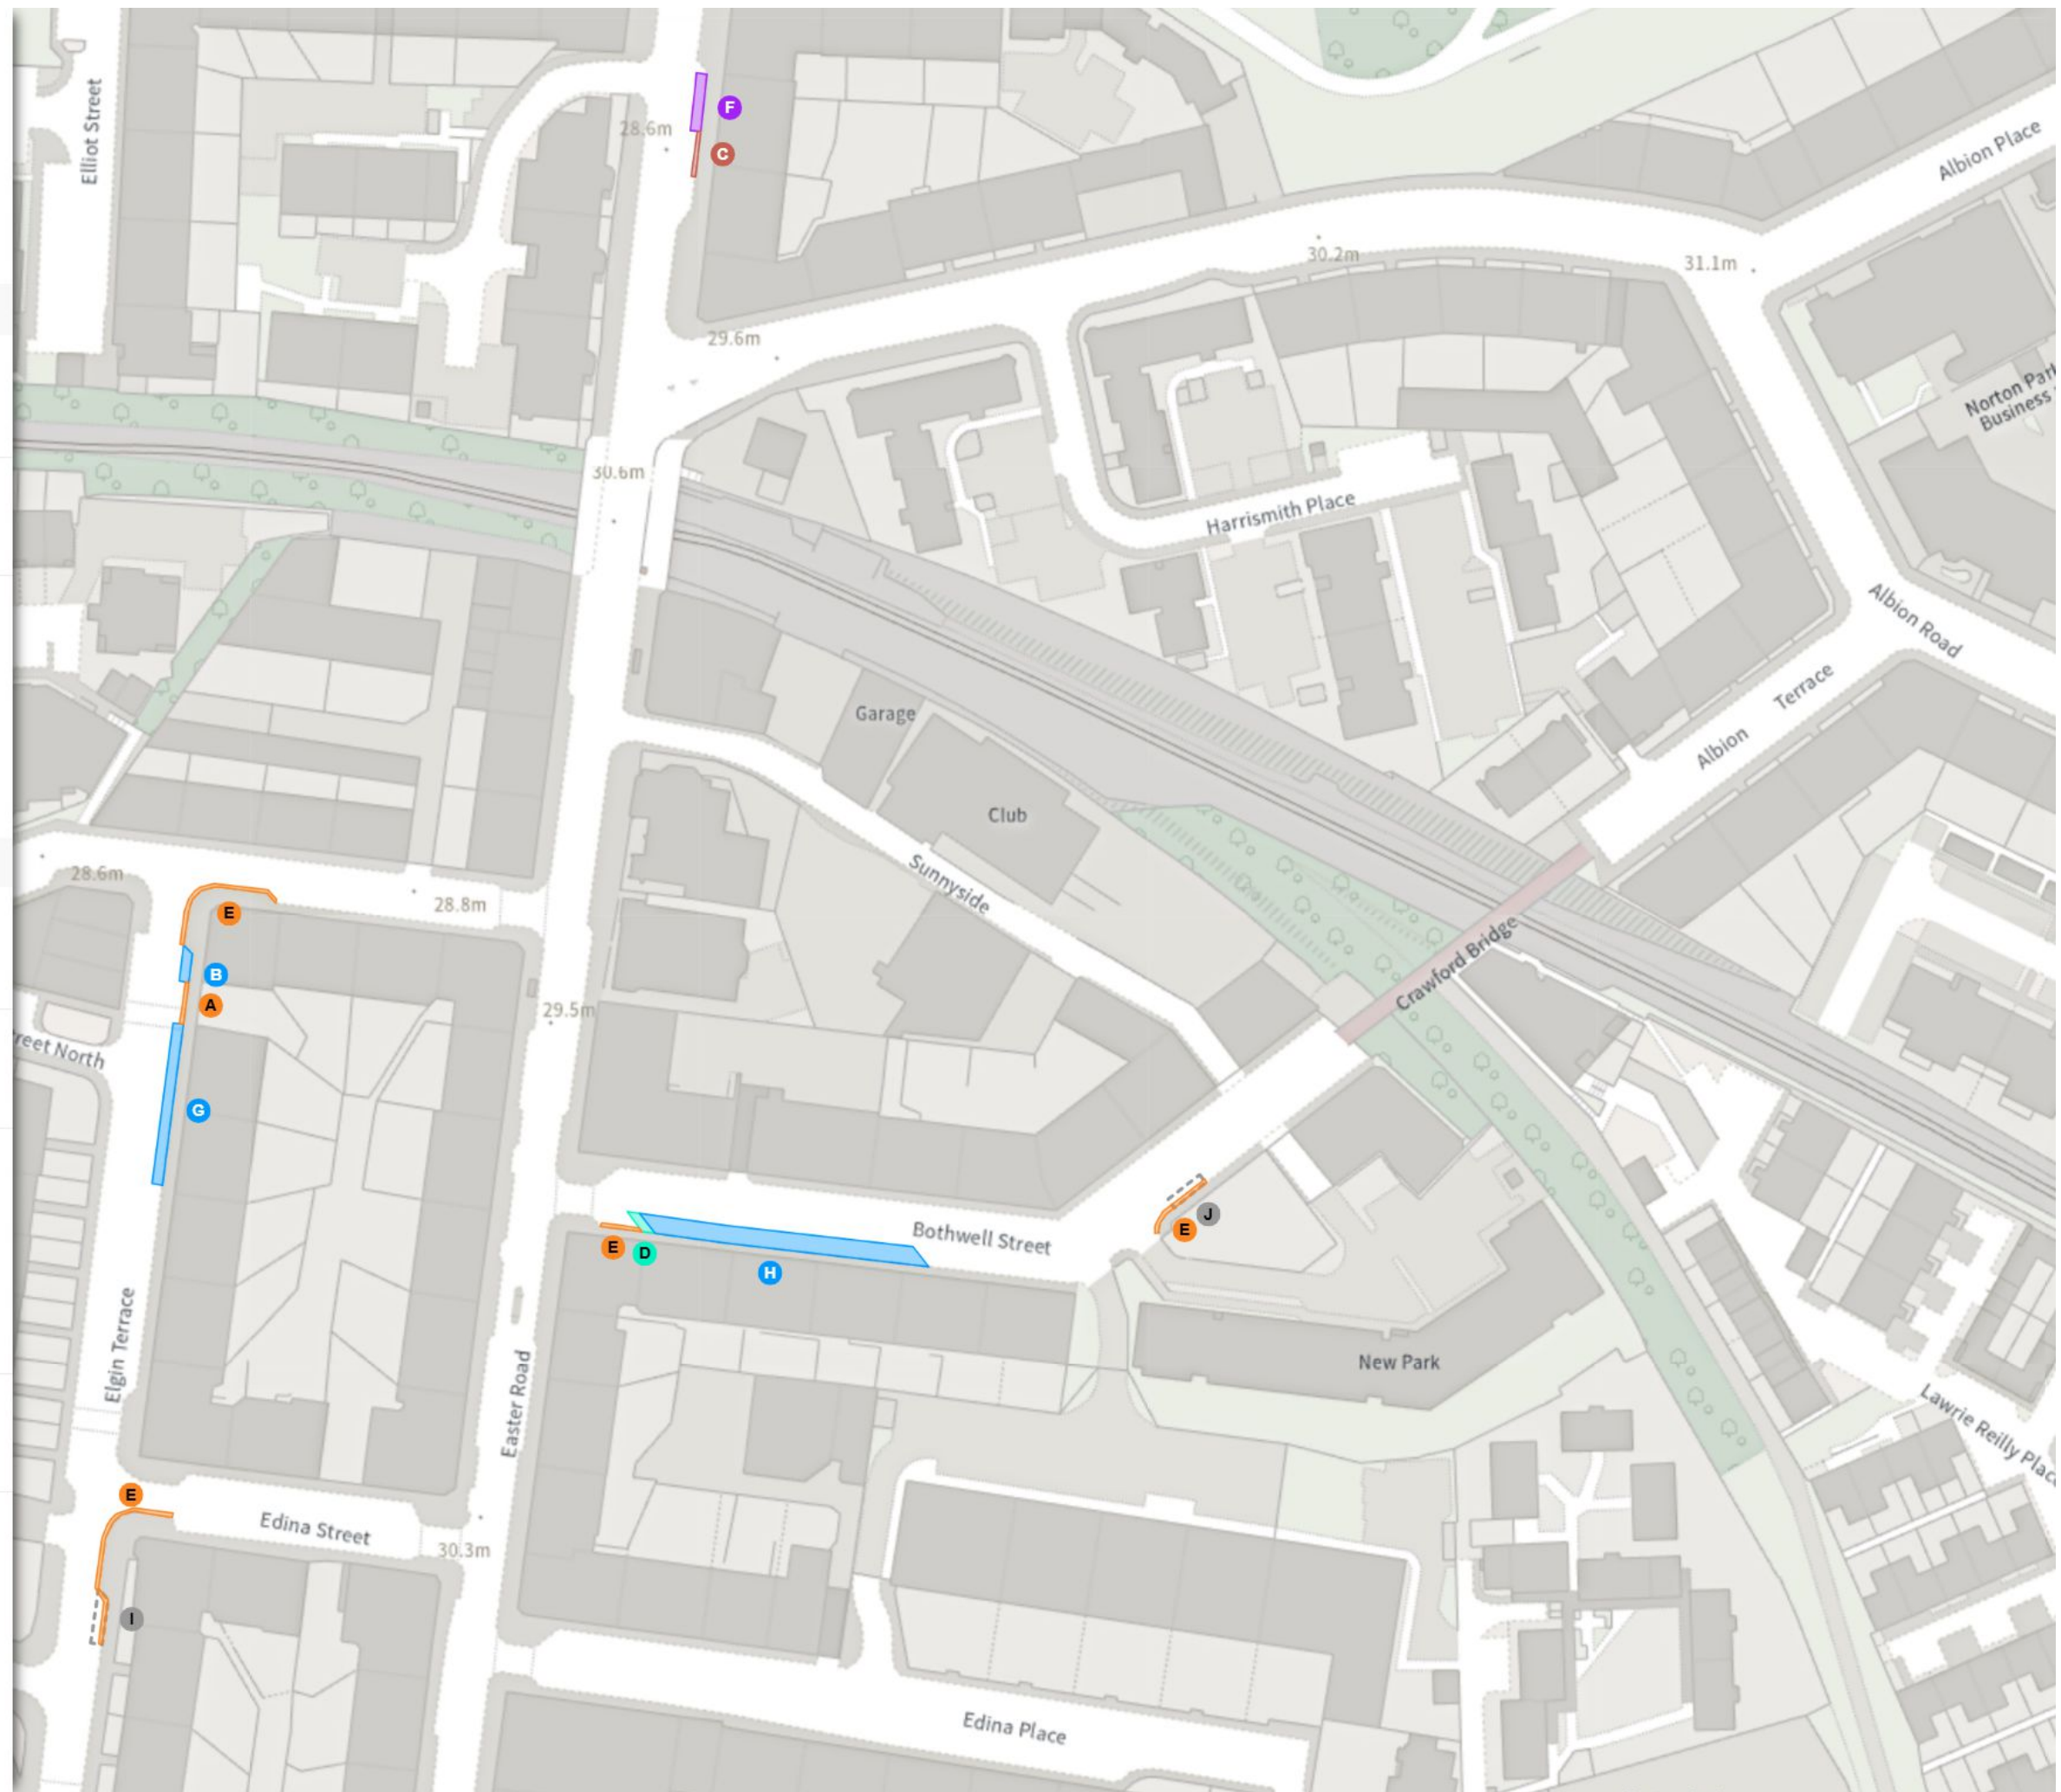 Elliot Street
28.6m
F
C
Albion Place
30.2m
31.1m
29.6m
Norton Park
Business
30.6m
Harrismith Place
Albion Road
Garage
Albion Terrace
Club
Sunnyside
28.6m
28.8m
E
Crawford Bridge
B
A
29.5m
reet North
G
J
E
Bothwell Street
E
D
H
Elgin Terrace
Easter Road
New Park
Lawrie Reilly Place
E
Edina Street
30.3m
I
Edina Place